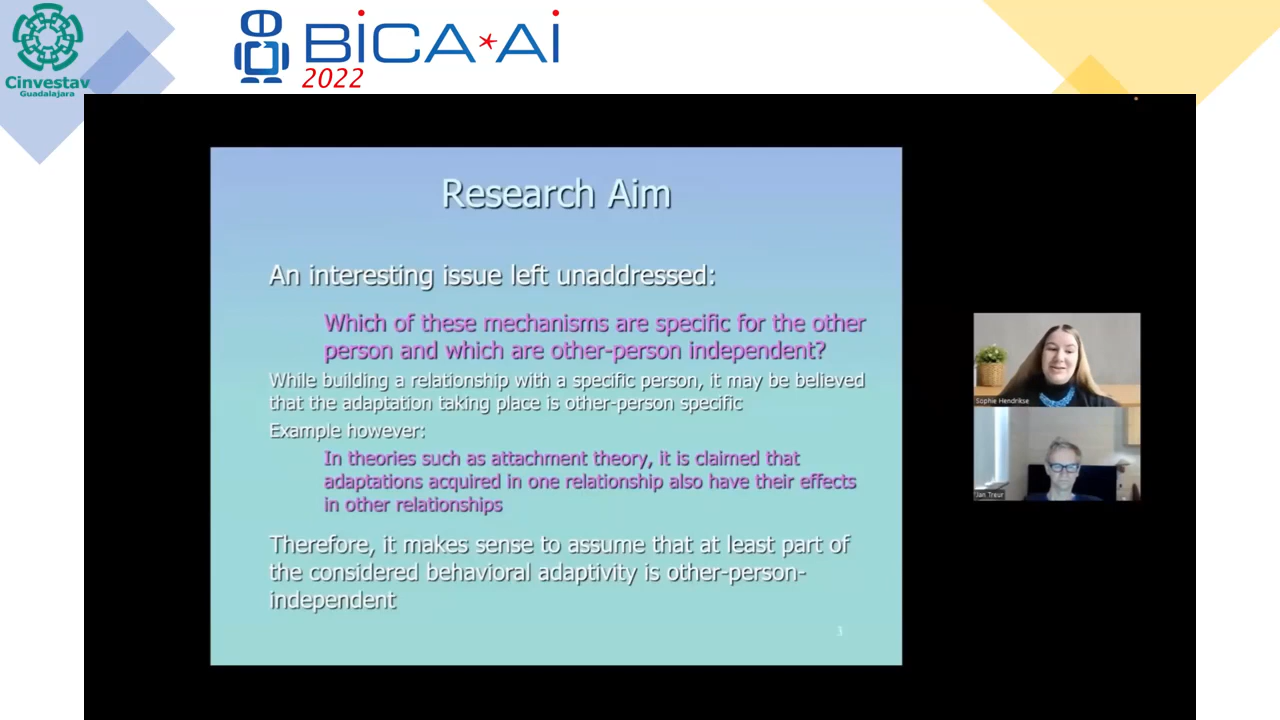 Cinvestav
Guadalajara
BiCA*Ai
2022
Research Aim
An interesting issue left unaddressed:
Which of these mechanisms are specific for the other
person and which are other-person independent?
While building a relationship with a specific person, it may be believed
that the adaptation taking place is other-person specific
Example however:
In theories such as attachment theory, it is claimed that
adaptations acquired in one relationship also have their effects
in other relationships
Therefore, it makes sense to assume that at least part of
the considered behavioral adaptivity is other-person-
independent
3
Sophie Hendrikse
Jan Treur